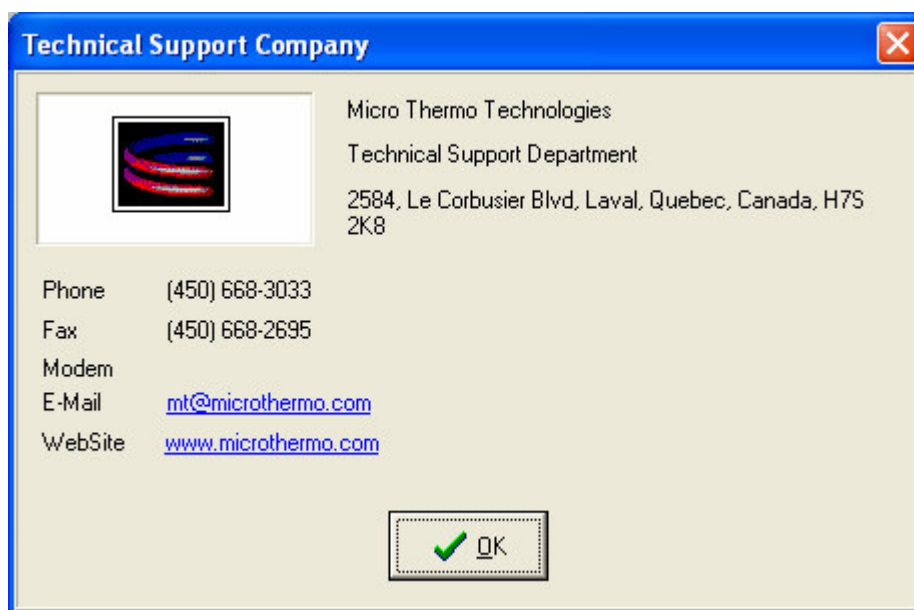 Technical Support Company
Micro Thermo Technologies
Technical Support Department
2584, Le Corbusier Blvd, Laval, Quebec, Canada, H7S
2K8
Phone (450) 668-3033
Fax (450) 668-2695
Modem
E-Mail mt@microthermo.com
WebSite www.microthermo.com
OK